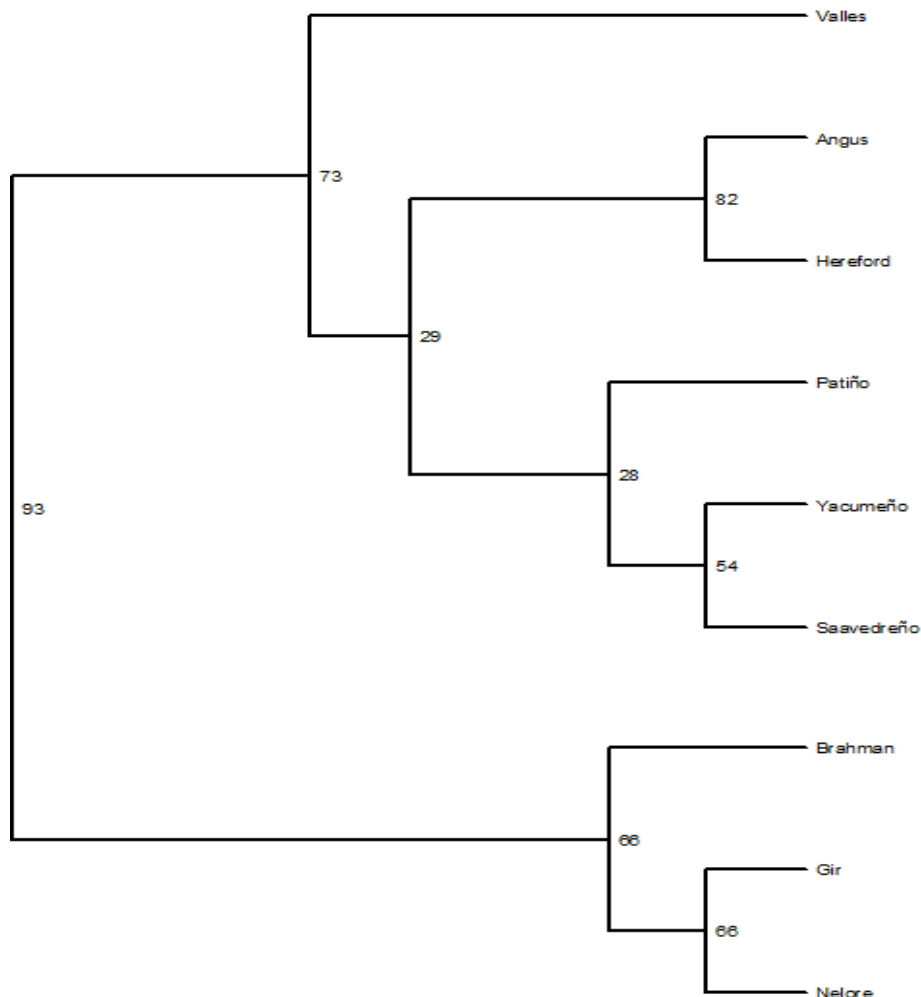 Valles
Angus
73
82
Hereford
29
Patiño
28
Yacumeño
93
54
Saavedreño
Brahman
66
Gir
66
Nelore